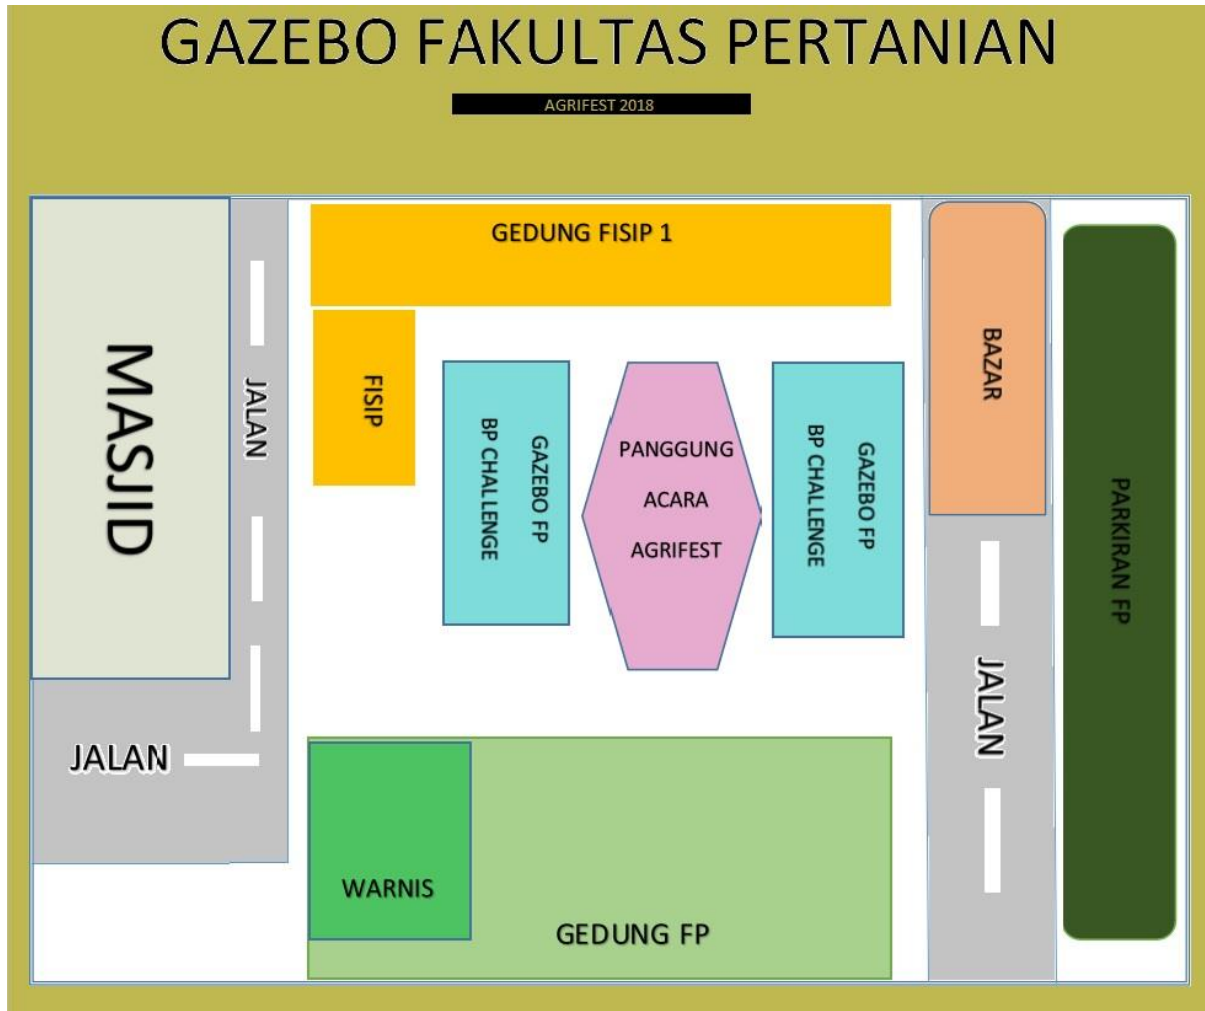 GAZEBO FAKULTAS PERTANIAN
AGRIFEST 2018
GEDUNG FISIP 1
MASJID
JALAN
FISIP
GAZEBO FP
BP CHALLENGE
PANGGUNG
ACARA
AGRIFEST
GAZEBO FP
BP CHALLENGE
BAZAR
PARKIRAN FP
JALAN
JALAN
WARNIS
GEDUNG FP